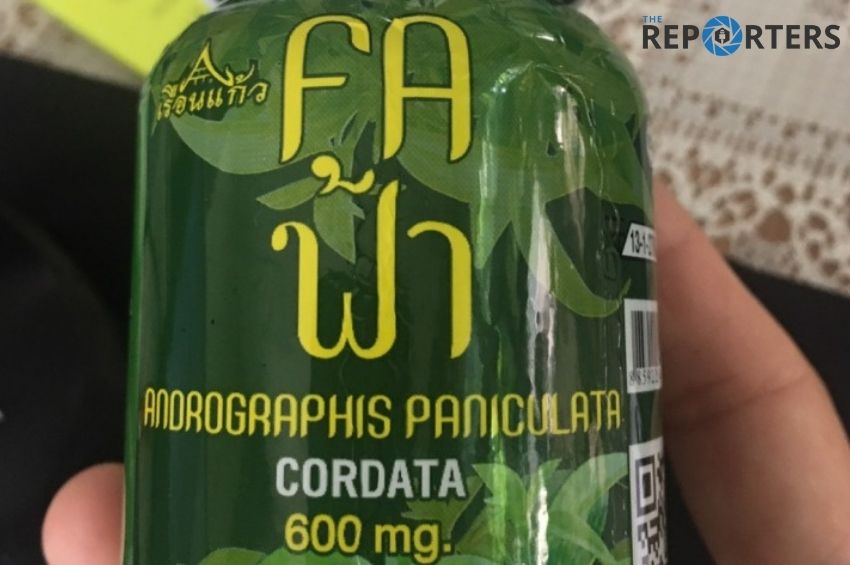 THE
REPORTERS
เรือนแก้ว
FA
ฟ้า
ANDROGRAPHIS PANICULATA
CORDATA
600 mg.